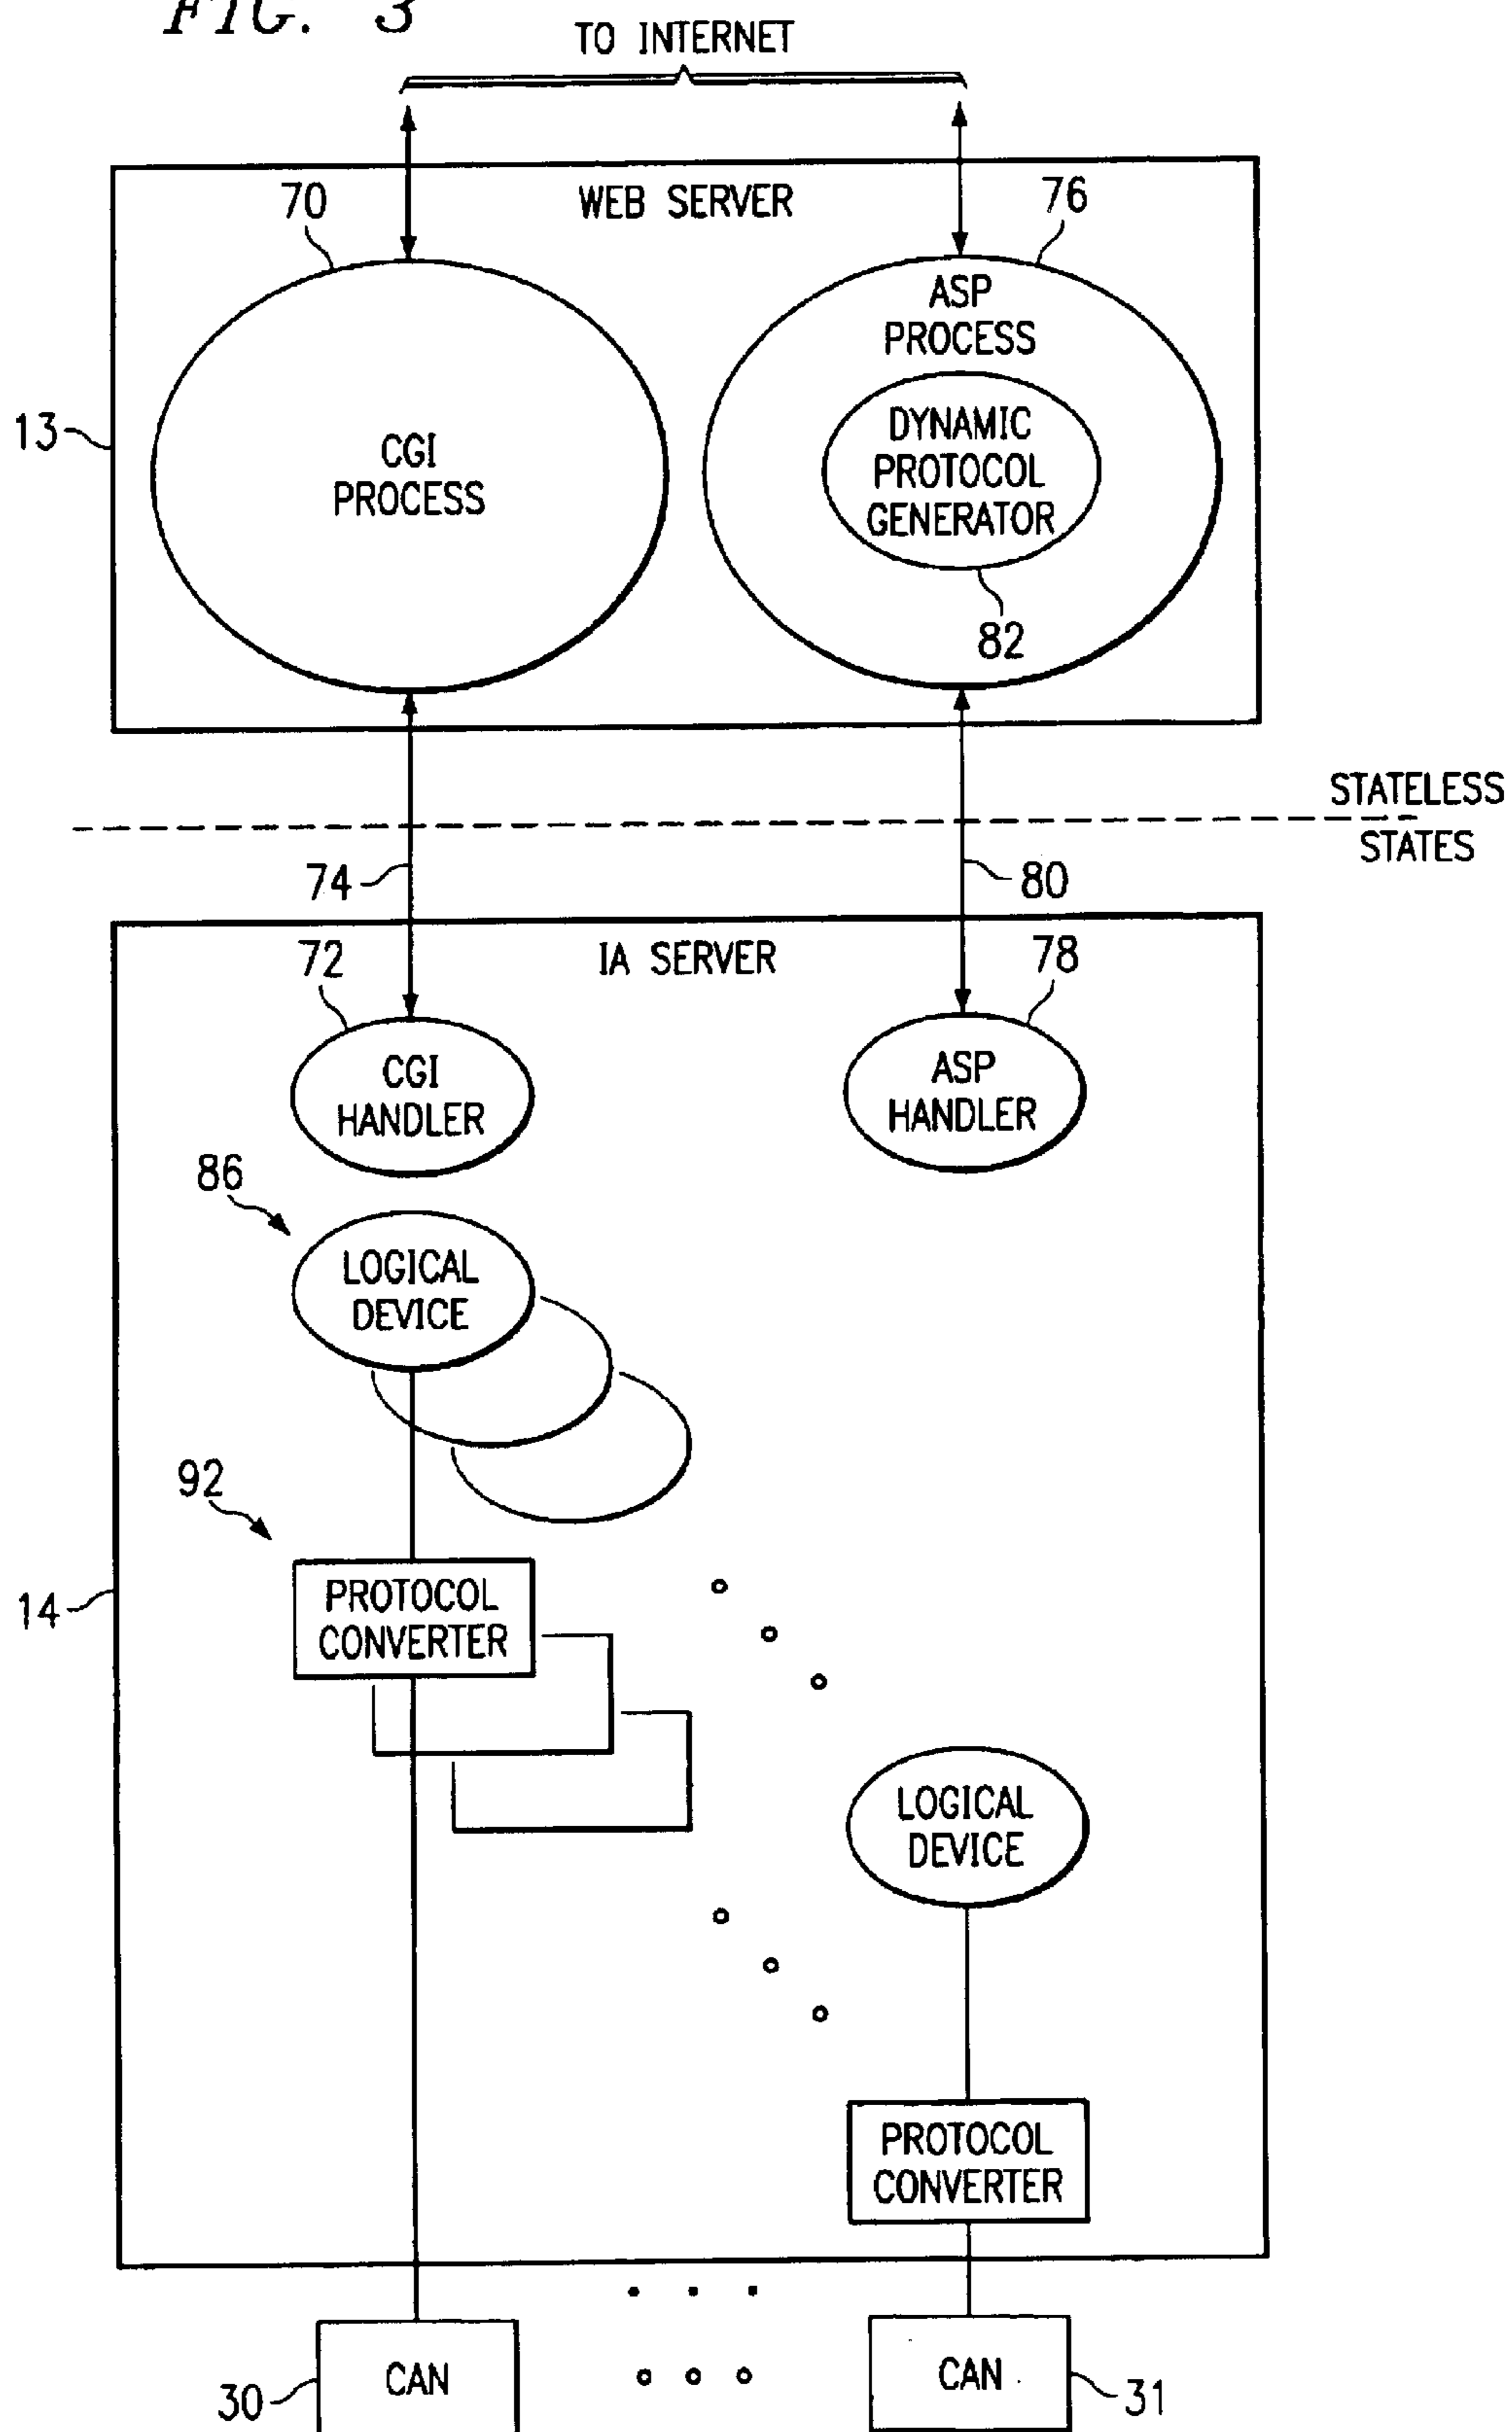 FIG. 3
TO INTERNET
WEB SERVER
70
76
ASP
PROCESS
13
CGI
PROCESS
DYNAMIC
PROTOCOL
GENERATOR
82
STATELESS
STATES
74
80
IA SERVER
72
78
CGI
HANDLER
ASP
HANDLER
86
LOGICAL
DEVICE
92
14
PROTOCOL
CONVERTER
LOGICAL
DEVICE
PROTOCOL
CONVERTER
CAN
CAN
30
31